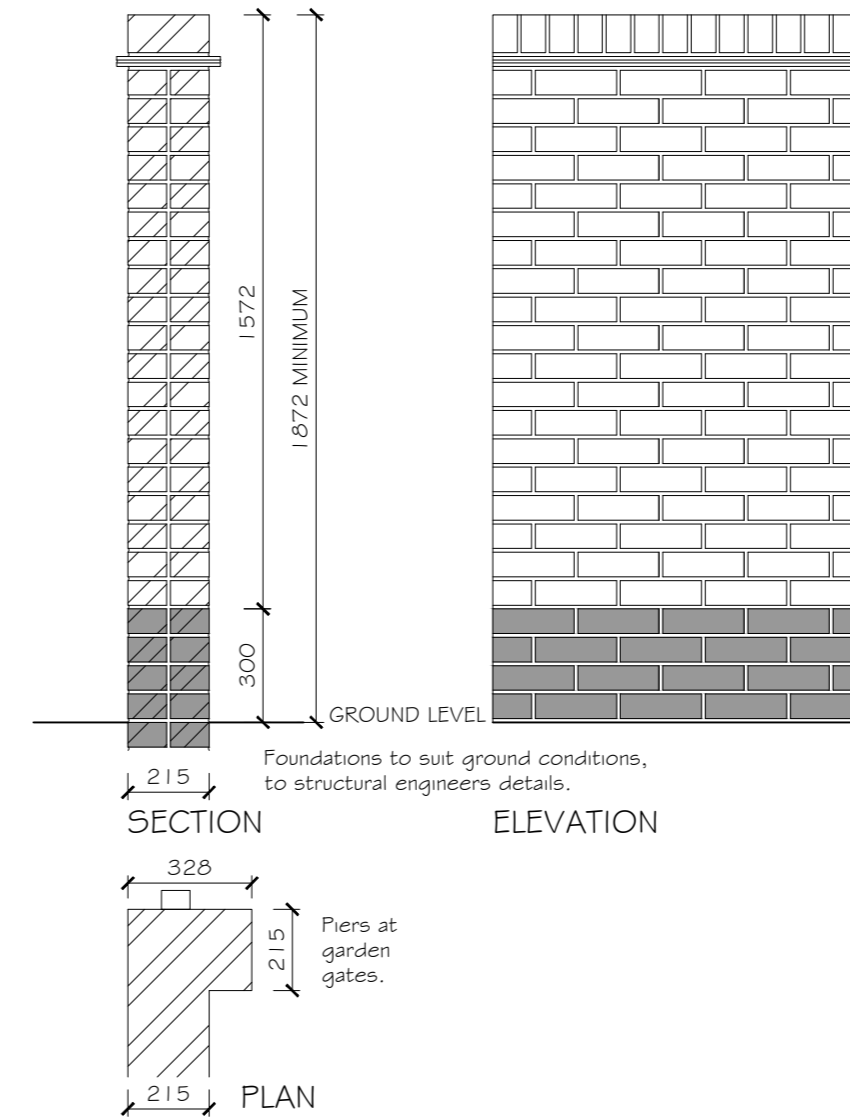 1572
1872 MINIMUM
300
GROUND LEVEL
Foundations to suit ground conditions,
to structural engineers details.
215
SECTION
ELEVATION
328
215
Piers at
garden
gates.
215
PLAN